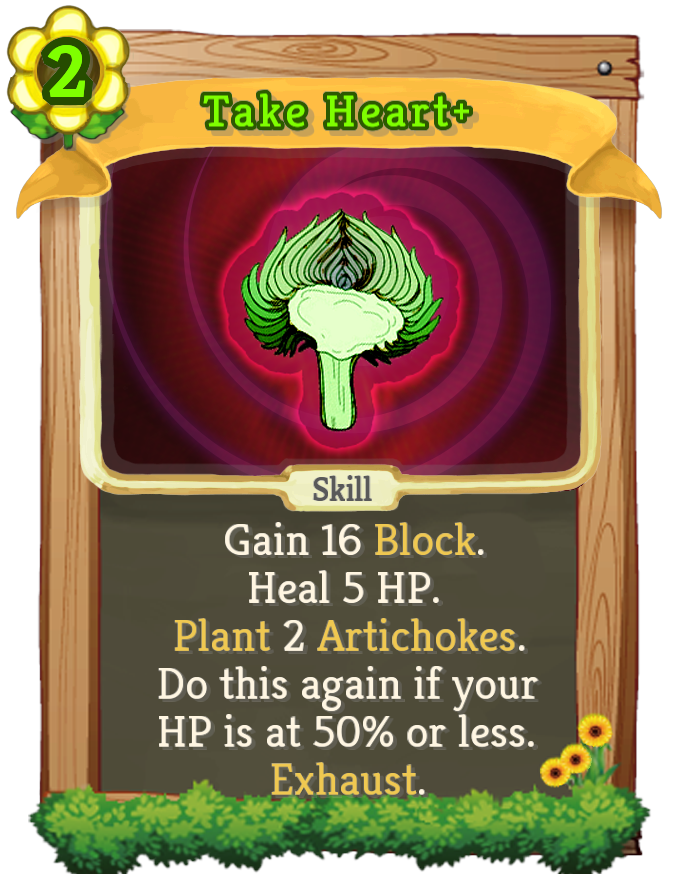 2
Take Heart+
Skill
Gain 16 Block.
Heal 5 HP.
Plant 2 Artichokes.
Do this again if your
HP is at 50% or less.
Exhaust.